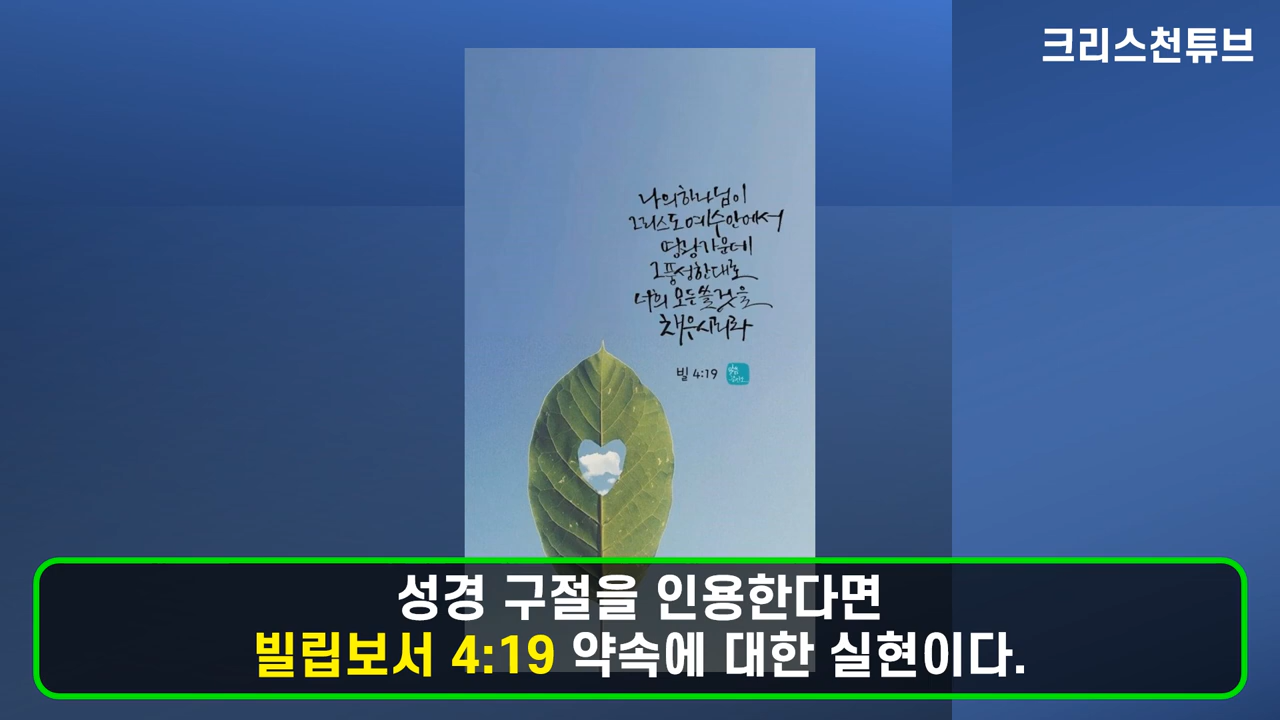 크리스천튜브
나의 하나님이
그리스도 예수 안에서
영광 가운데
그 풍성한 대로
너희 모든 쓸 것을
채우시리라
빌 4:19
성경 구절을 인용한다면
빌립보서 4:19 약속에 대한 실현이다.